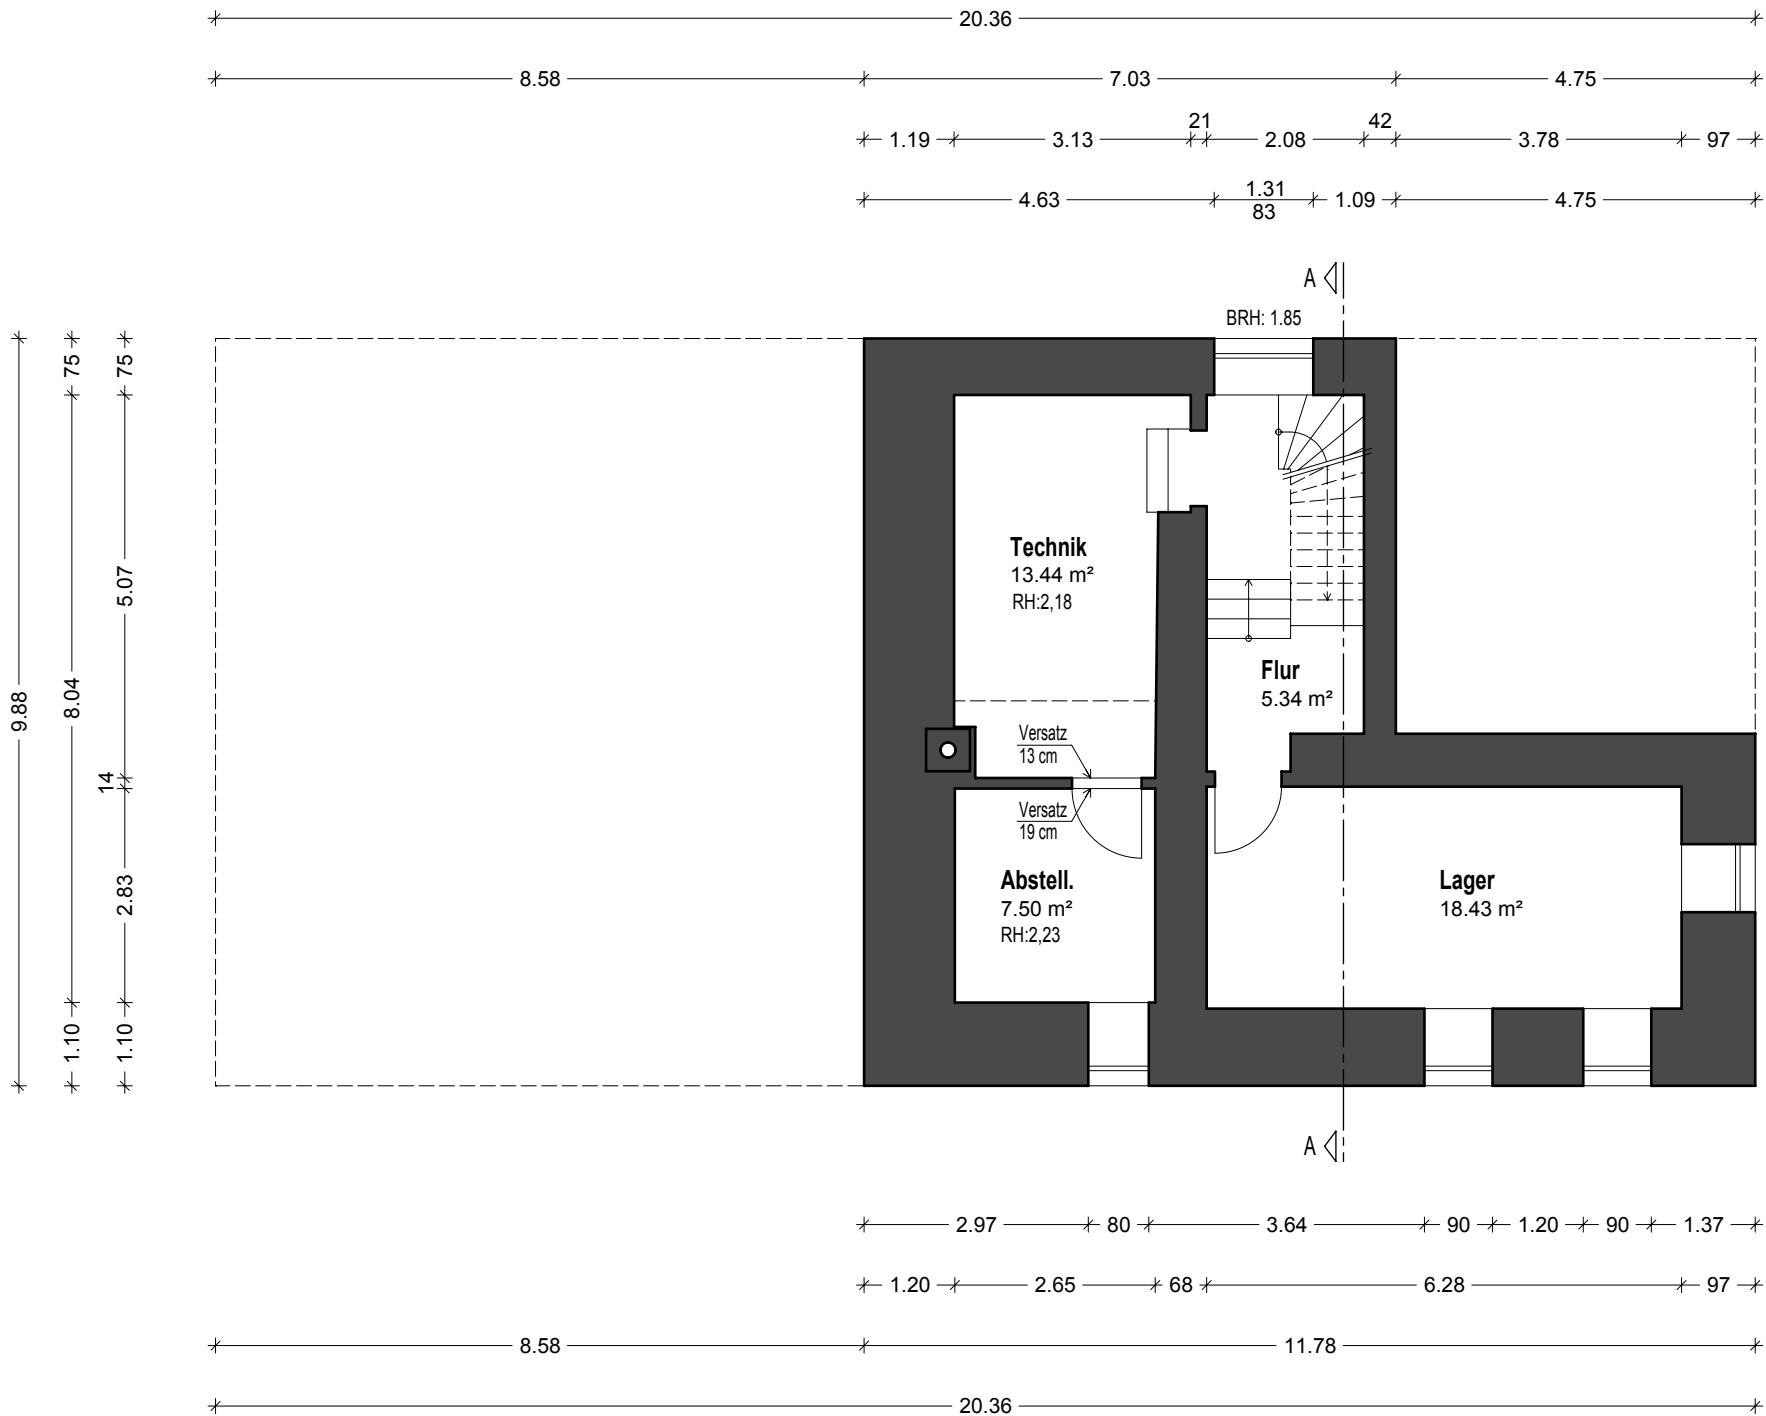 20.36
8.58 7.03 4.75
21 42
1.19 3.13 2.08 3.78 97
1.31
4.63 1.09 4.75
83
A
BRH: 1.85
75 75
Technik
13.44 m²
RH:2,18
5.07
Flur
5.34 m²
9.88 8.04
Versatz
13 cm
14
Versatz
19 cm
Abstell.
7.50 m²
RH:2,23
Lager
18.43 m²
2.83
1.10 1.10
A
2.97 80 3.64 90 1.20 90 1.37
1.20 2.65 68 6.28 97
8.58 11.78
20.36